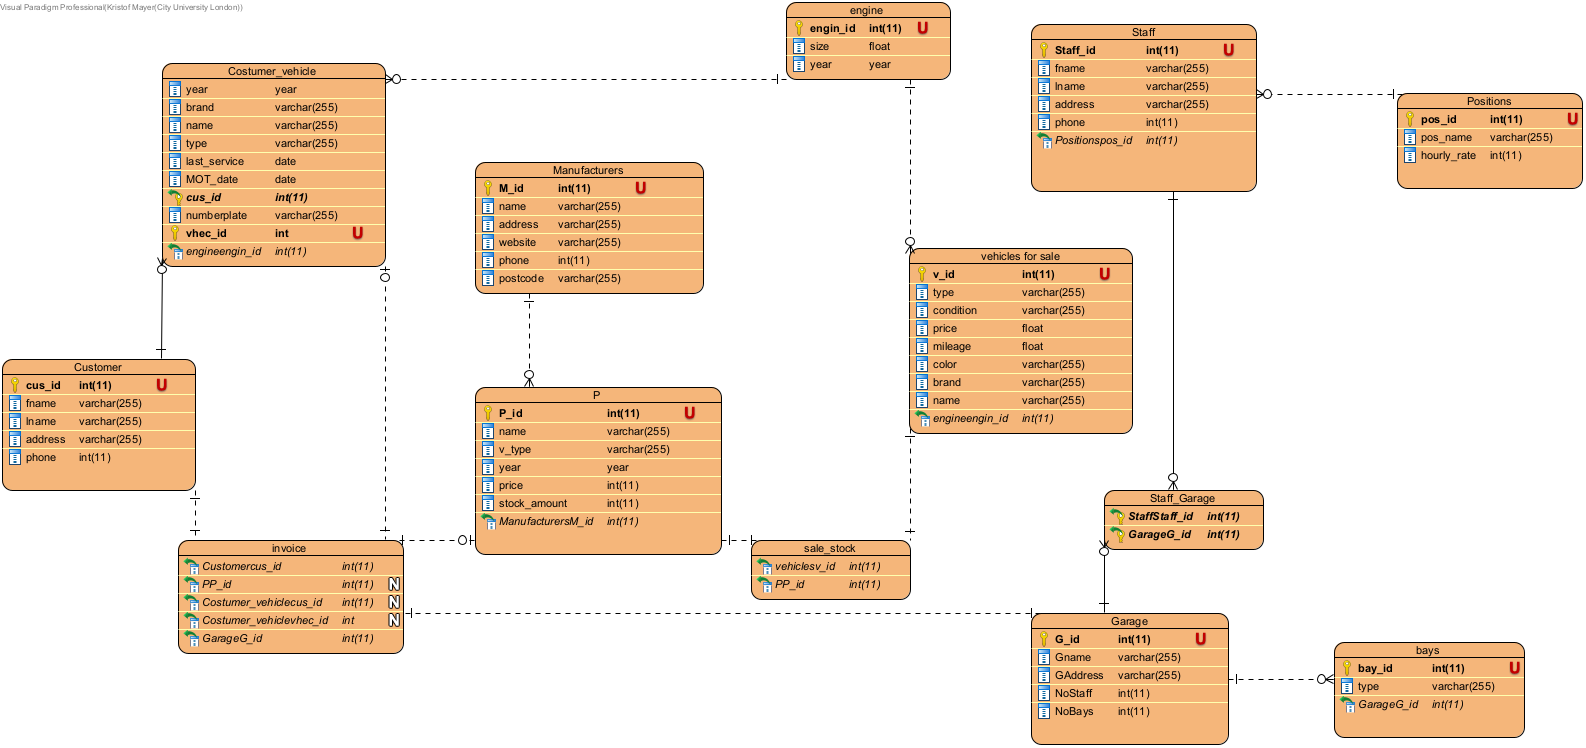 Visual Paradigm Professional(Kristof Mayer(City University London))
engine
engin_id int(11) U
size float
year year
Staff
Staff_id int(11) U
fname varchar(255)
lname varchar(255)
address varchar(255)
phone int(11)
Positionspos_id int(11)
Positions
pos_id int(11) U
pos_name varchar(255)
hourly_rate int(11)
Costumer_vehicle
year year
brand varchar(255)
name varchar(255)
type varchar(255)
last_service date
MOT_date date
cus_id int(11)
numberplate varchar(255)
vhec_id int U
engineengin_id int(11)
Manufacturers
M_id int(11) U
name varchar(255)
address varchar(255)
website varchar(255)
phone int(11)
postcode varchar(255)
vehicles for sale
v_id int(11) U
type varchar(255)
condition varchar(255)
price float
mileage float
color varchar(255)
brand varchar(255)
name varchar(255)
engineengin_id int(11)
Customer
cus_id int(11) U
fname varchar(255)
lname varchar(255)
address varchar(255)
phone int(11)
P
P_id int(11) U
name varchar(255)
v_type varchar(255)
year year
price int(11)
stock_amount int(11)
ManufacturersM_id int(11)
Staff_Garage
StaffStaff_id int(11)
GarageG_id int(11)
invoice
Customercus_id int(11)
PP_id int(11) N
Costumer_vehiclecus_id int(11) N
Costumer_vehiclevhec_id int N
GarageG_id int(11)
sale_stock
vehiclesv_id int(11)
PP_id int(11)
Garage
G_id int(11) U
Gname varchar(255)
GAddress varchar(255)
NoStaff int(11)
NoBays int(11)
bays
bay_id int(11) U
type varchar(255)
GarageG_id int(11)